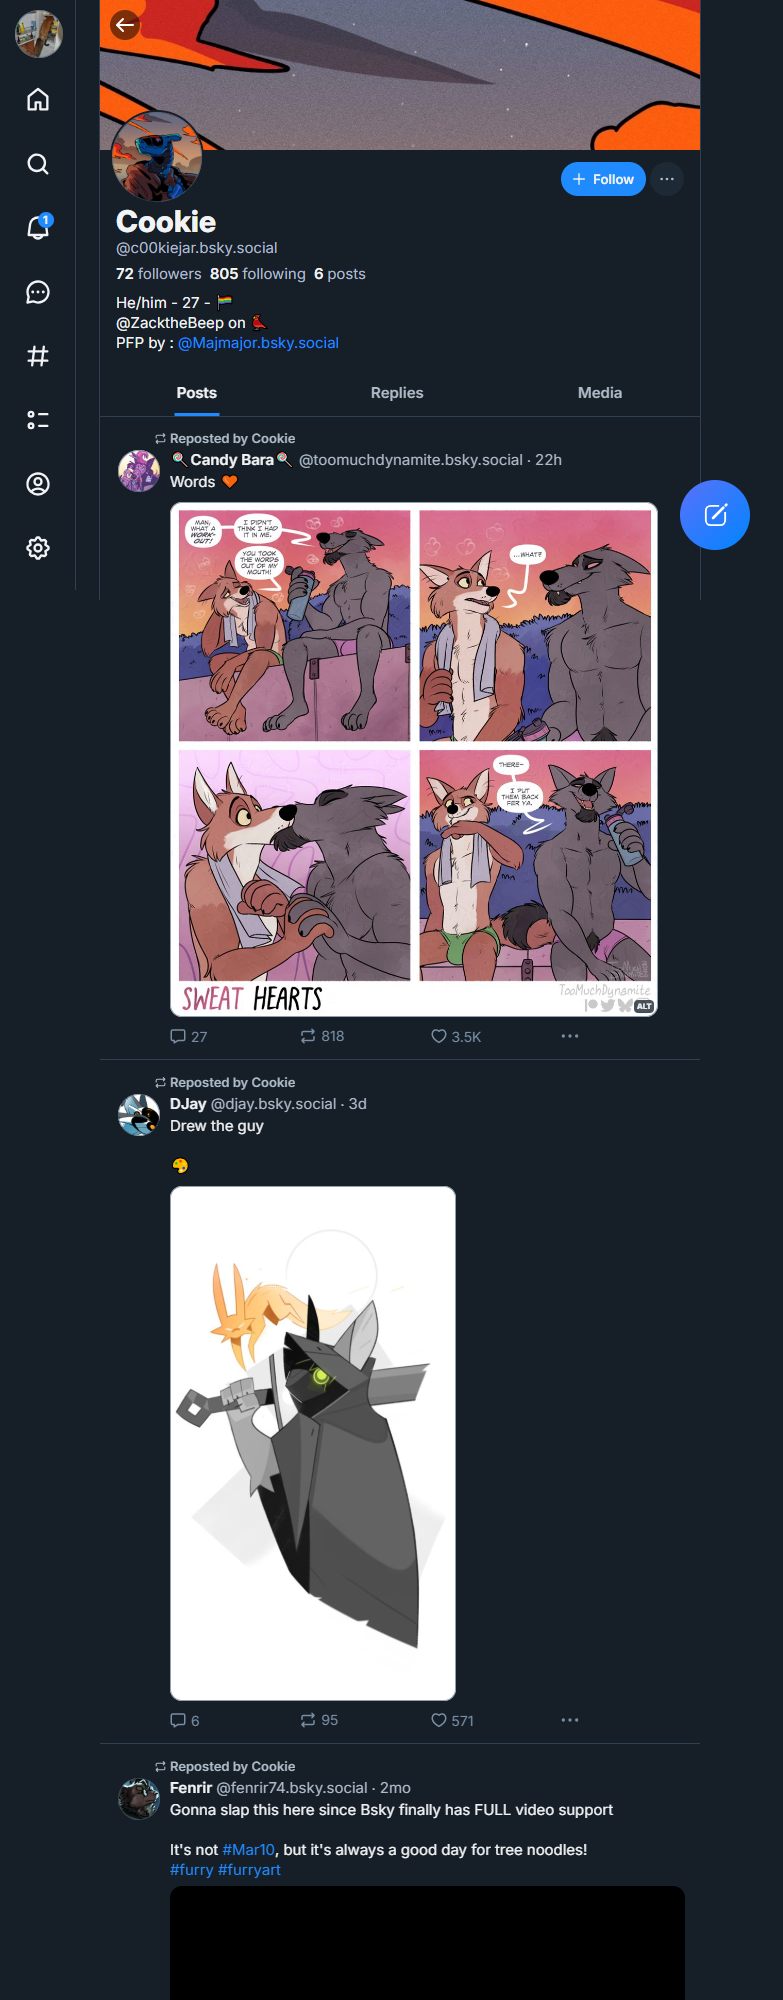 1
+ Follow
Cookie
@c00kiejar.bsky.social
72 followers 805 following 6 posts
He/him - 27 - 🏳️‍🌈
@ZacktheBeep on 🐦
PFP by : @Majmajor.bsky.social
Posts Replies Media
Reposted by Cookie
🍭Candy Bara🍭 @toomuchdynamite.bsky.social · 22h
Words 🧡
MAN,
WHAT A
WORK-
OUT!
I DIDN'T
THINK I HAD
IT IN ME.
YOU TOOK
THE WORDS
OUT OF MY
MOUTH!
...WHAT?
THERE-
I PUT
THEM BACK
FER YA.
SWEAT HEARTS
TooMuchDynamite
ALT
27 818 3.5K
Reposted by Cookie
DJay @djay.bsky.social · 3d
Drew the guy
🎨
6 95 571
Reposted by Cookie
Fenrir @fenrir74.bsky.social · 2mo
Gonna slap this here since Bsky finally has FULL video support
It's not #Mar10, but it's always a good day for tree noodles!
#furry #furryart